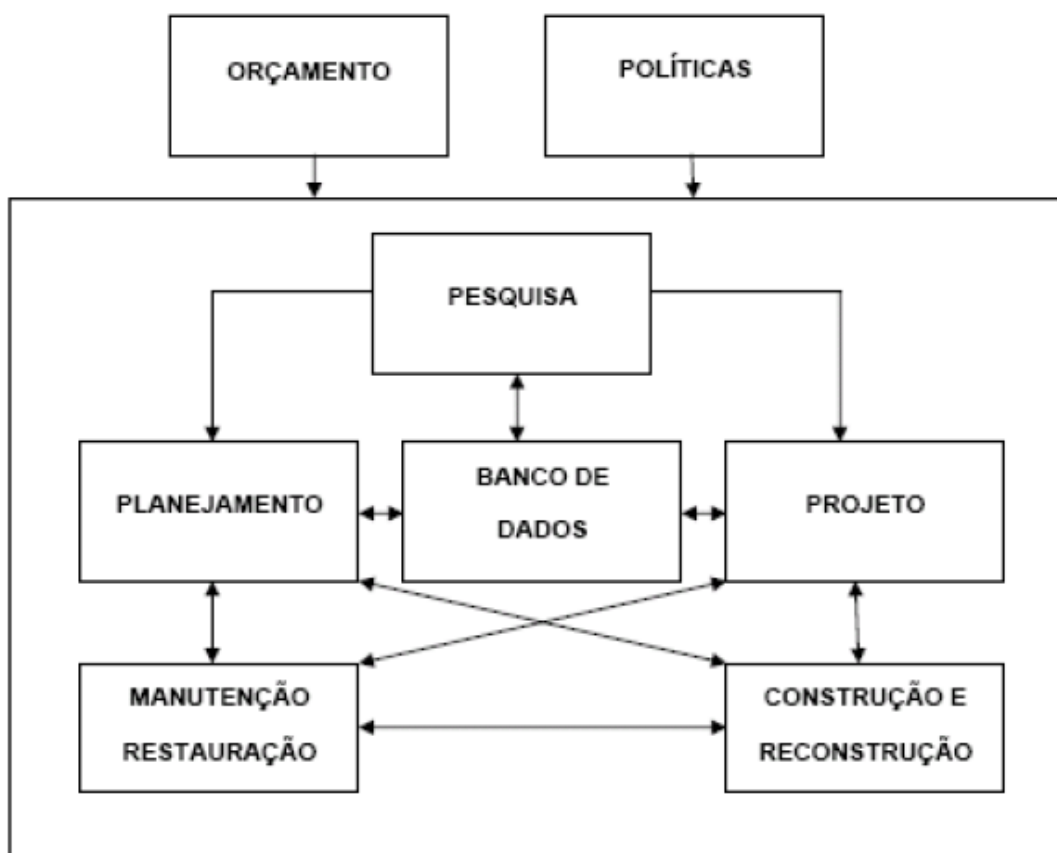 ORÇAMENTO
POLÍTICAS
PESQUISA
PLANEJAMENTO
BANCO DE
DADOS
PROJETO
MANUTENÇÃO
RESTAURAÇÃO
CONSTRUÇÃO E
RECONSTRUÇÃO